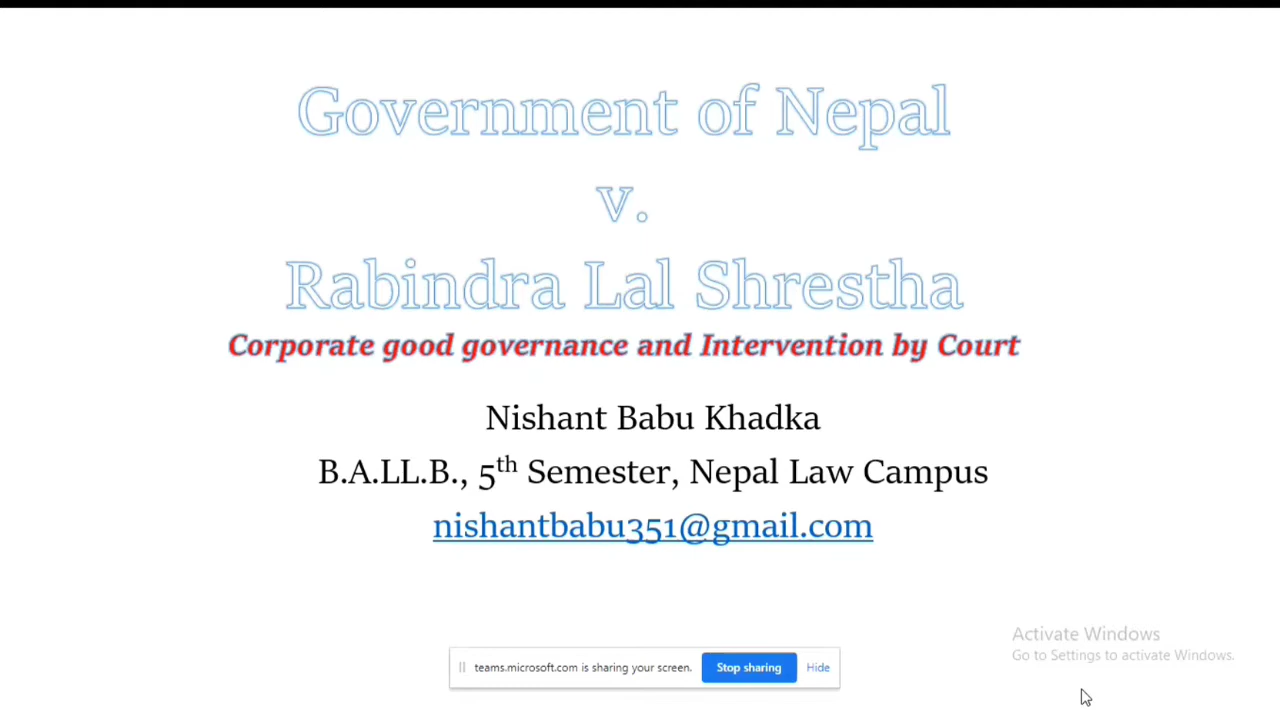 Government of Nepal
v.
Rabindra Lal Shrestha
Corporate good governance and Intervention by Court
Nishant Babu Khadka
B.A.LL.B., 5th Semester, Nepal Law Campus
nishantbabu351@gmail.com
Activate Windows
Go to Settings to activate Windows.
teams.microsoft.com is sharing your screen. Stop sharing Hide